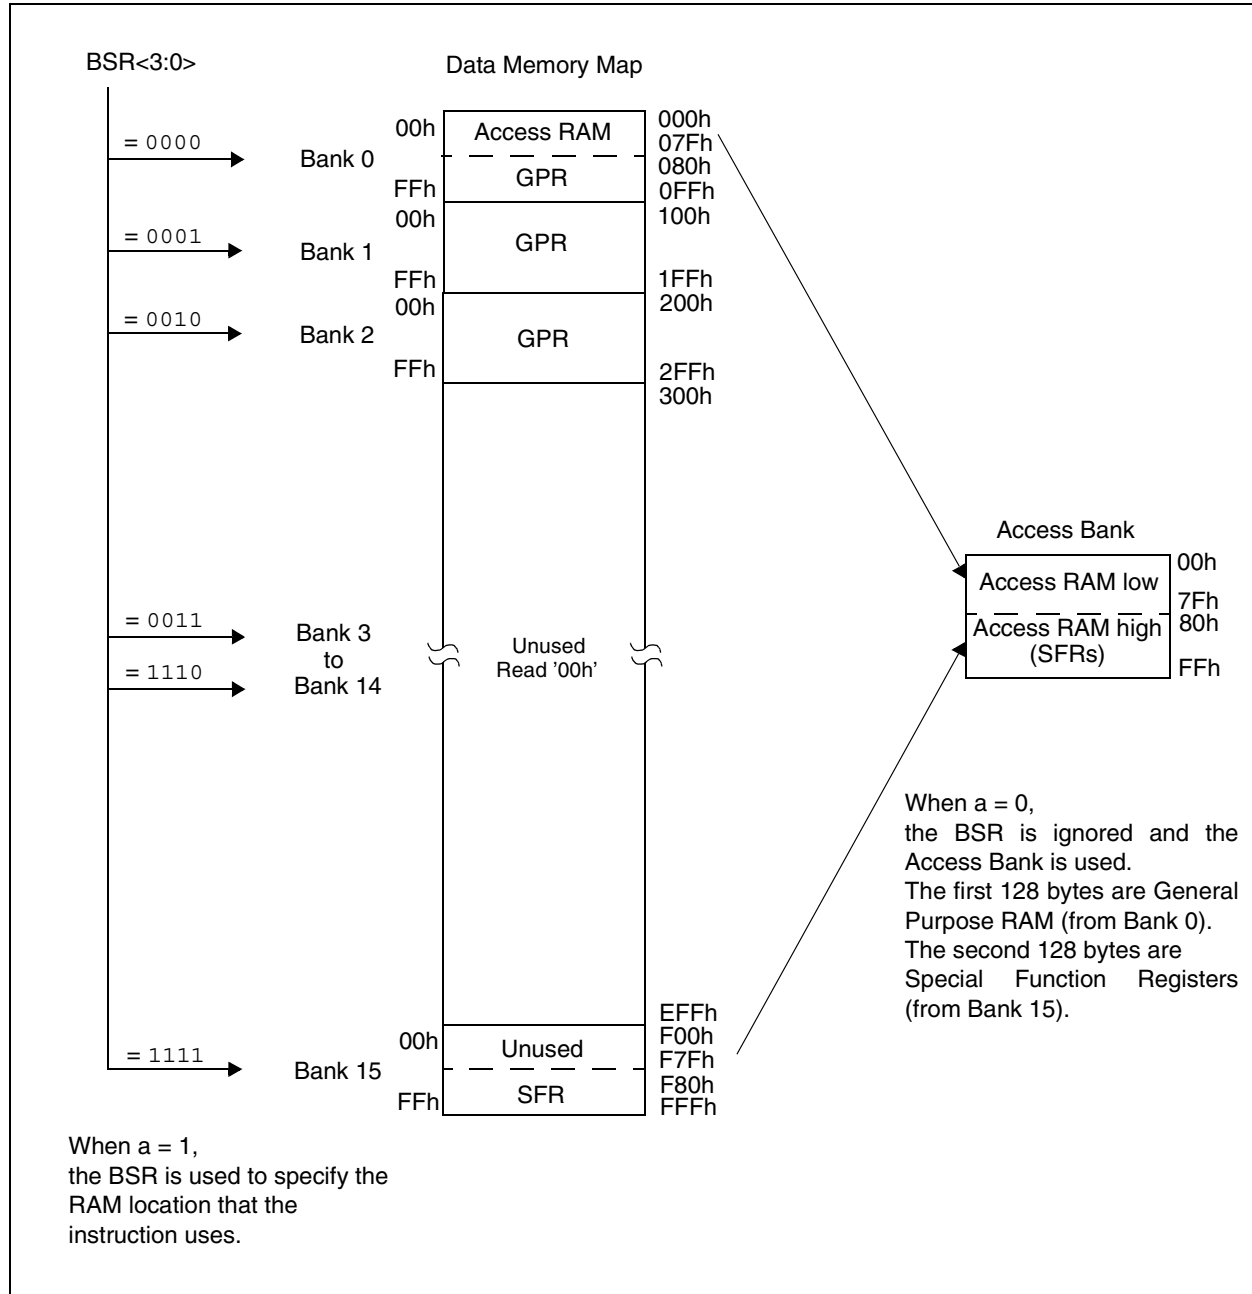 BSR<3:0>
Data Memory Map
= 0000
Bank 0
00h
Access RAM
000h
07Fh
GPR
080h
FFh
0FFh
= 0001
Bank 1
00h
100h
GPR
FFh
1FFh
= 0010
Bank 2
00h
200h
GPR
FFh
2FFh
300h
= 0011
Bank 3
to
= 1110
Bank 14
Unused
Read '00h'
Access Bank
Access RAM low
00h
7Fh
Access RAM high
80h
(SFRs)
FFh
When a = 0,
the BSR is ignored and the
Access Bank is used.
The first 128 bytes are General
Purpose RAM (from Bank 0).
The second 128 bytes are
Special Function Registers
(from Bank 15).
EFFh
= 1111
Bank 15
00h
Unused
F00h
F7Fh
SFR
F80h
FFh
FFFh
When a = 1,
the BSR is used to specify the
RAM location that the
instruction uses.